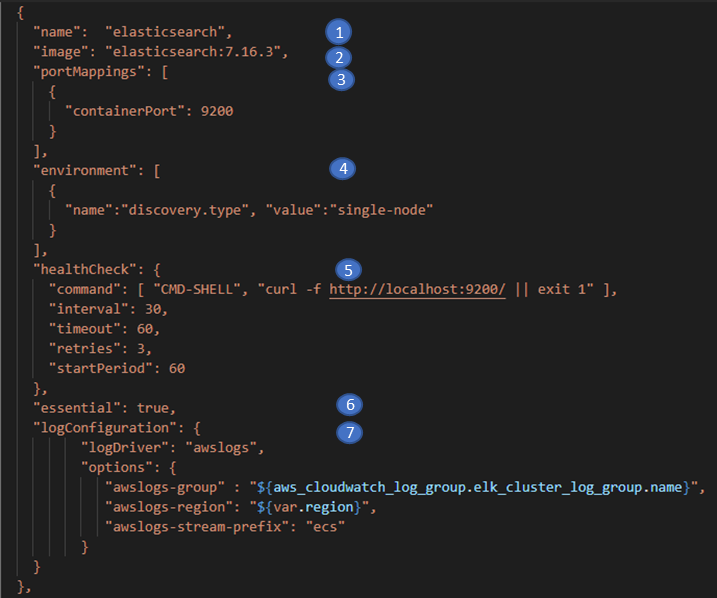 {
"name":  "elasticsearch", 1
"image": "elasticsearch:7.16.3", 2
"portMappings": [ 3
{
"containerPort": 9200
}
],
"environment": [ 4
{
"name":"discovery.type", "value":"single-node"
}
],
"healthCheck": { 5
"command": [ "CMD-SHELL", "curl -f http://localhost:9200/ || exit 1" ],
"interval": 30,
"timeout": 60,
"retries": 3,
"startPeriod": 60
},
"essential": true, 6
"logConfiguration": { 7
"logDriver": "awslogs",
"options": {
"awslogs-group" : "${aws_cloudwatch_log_group.elk_cluster_log_group.name}",
"awslogs-region": "${var.region}",
"awslogs-stream-prefix": "ecs"
}
}
},